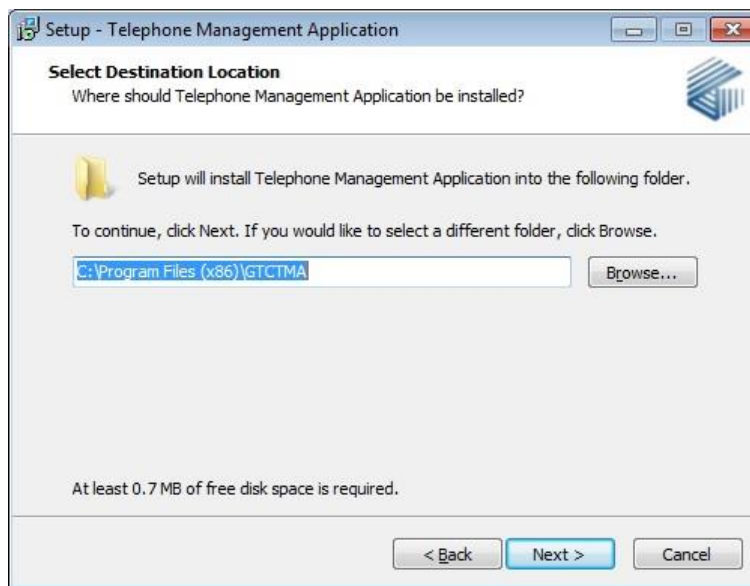 Setup - Telephone Management Application
Select Destination Location
Where should Telephone Management Application be installed?
Setup will install Telephone Management Application into the following folder.
To continue, click Next. If you would like to select a different folder, click Browse.
C:\Program Files (x86)\GTCTMA
Browse...
At least 0.7 MB of free disk space is required.
< Back
Next >
Cancel